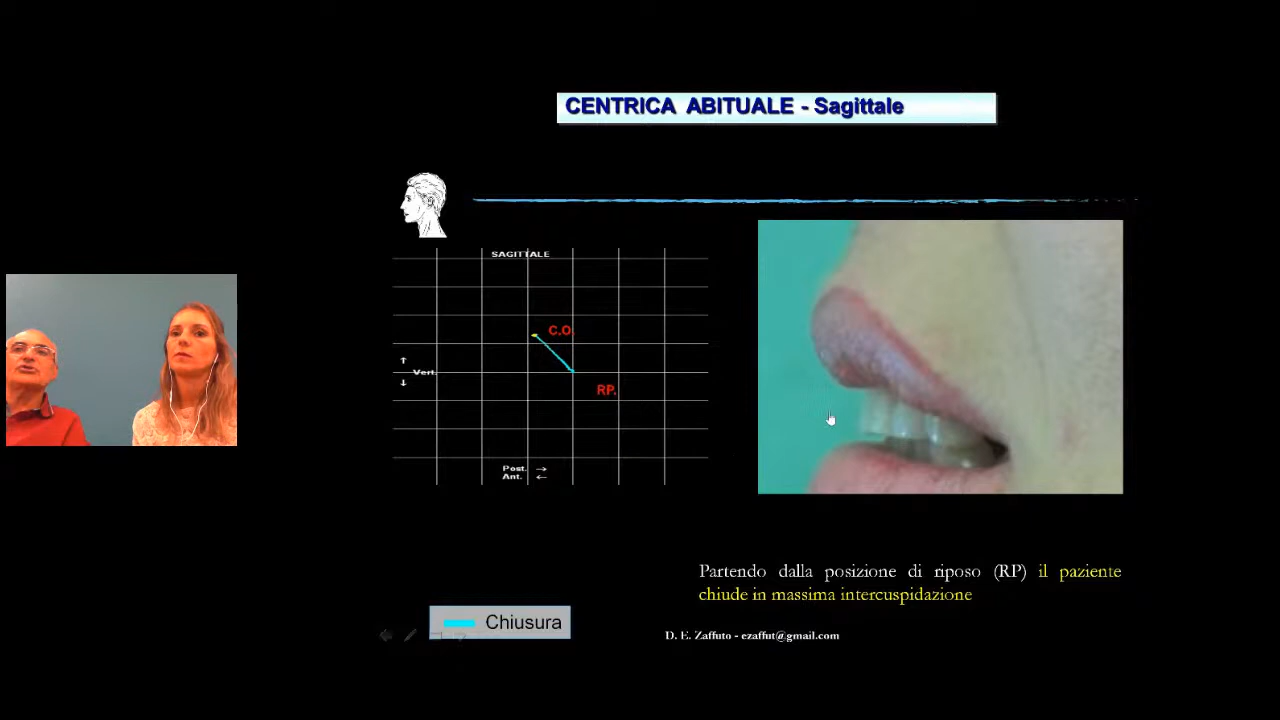 CENTRICA ABITUALE - Sagittale
SAGITTALE
C.O.
Vert.
RP.
Post. →
Ant. ←
Partendo dalla posizione di riposo (RP) il paziente
chiude in massima intercuspidazione
Chiusura
D. E. Zaffuto - ezaffut@gmail.com